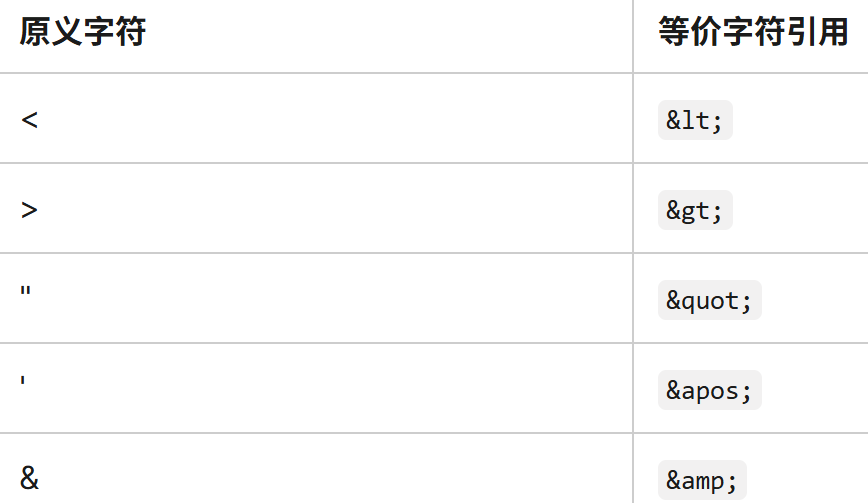 原义字符 等价字符引用
< &lt;
> &gt;
" &quot;
' &apos;
& &amp;